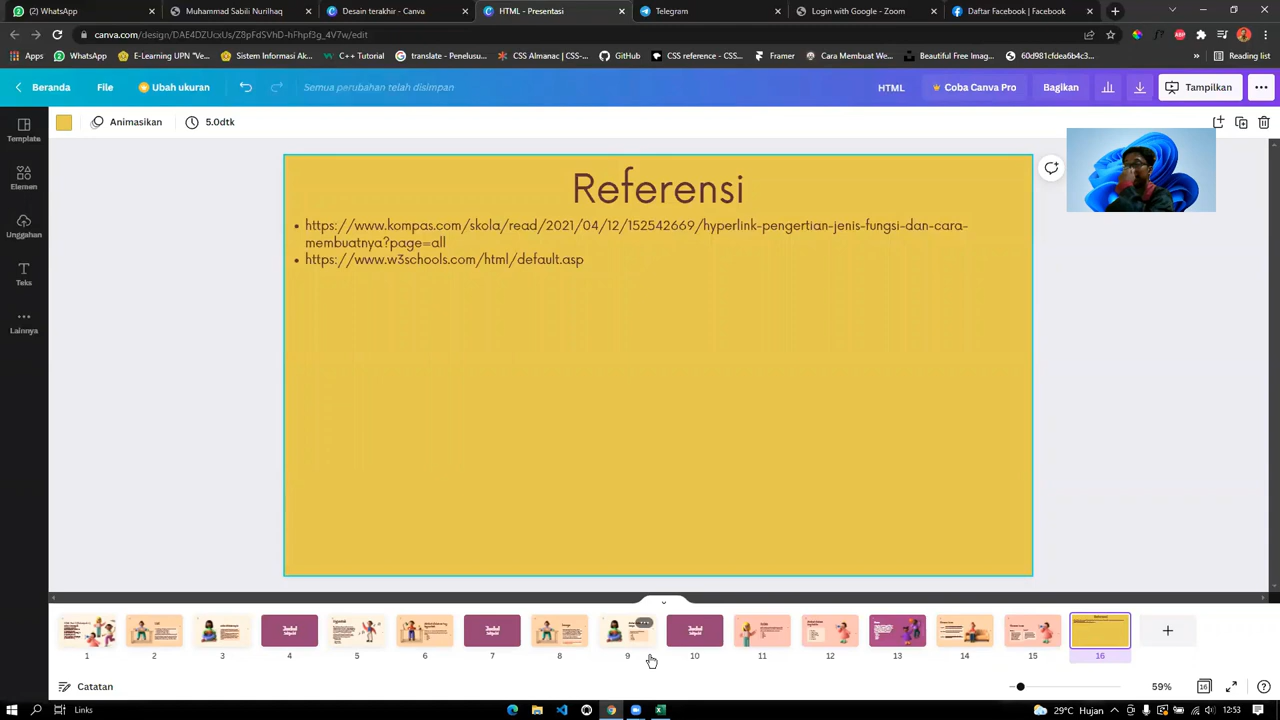 (2) WhatsApp
Muhammad Sabili Nurilhaq
Desain terakhir - Canva
HTML - Presentasi
Telegram
Login with Google - Zoom
Daftar Facebook | Facebook
canva.com/design/DAE4DZUcxUs/Z8pFdSVhD-hFhpf3g_4V7w/edit
Apps
WhatsApp
E-Learning UPN "Ve...
Sistem Informasi Ak...
C++ Tutorial
translate - Penelusu...
CSS Almanac | CSS-...
GitHub
CSS reference - CSS...
Framer
Cara Membuat We...
Beautiful Free Imag...
60d981cfdea6b4c3...
Reading list
Beranda
File
Ubah ukuran
Semua perubahan telah disimpan
HTML
Coba Canva Pro
Bagikan
Tampilkan
Animasikan
5.0dtk
Template
Elemen
Unggahan
Teks
Lainnya
Referensi
• https://www.kompas.com/skola/read/2021/04/12/152542669/hyperlink-pengertian-jenis-fungsi-dan-cara-
membuatnya?page=all
• https://www.w3schools.com/html/default.asp
1 2 3 4 5 6 7 8 9 10 11 12 13 14 15 16
Catatan
59%
16
Links
29°C Hujan
12:53